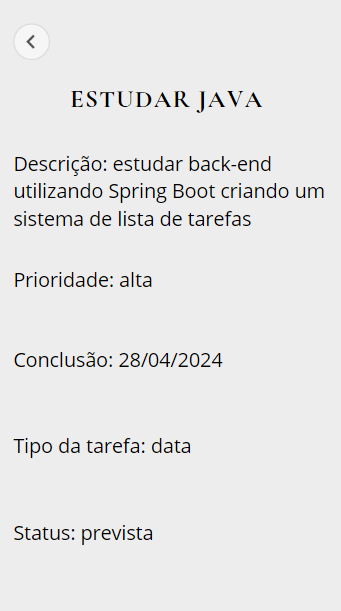 ESTUDAR JAVA
Descrição: estudar back-end
utilizando Spring Boot criando um
sistema de lista de tarefas
Prioridade: alta
Conclusão: 28/04/2024
Tipo da tarefa: data
Status: prevista